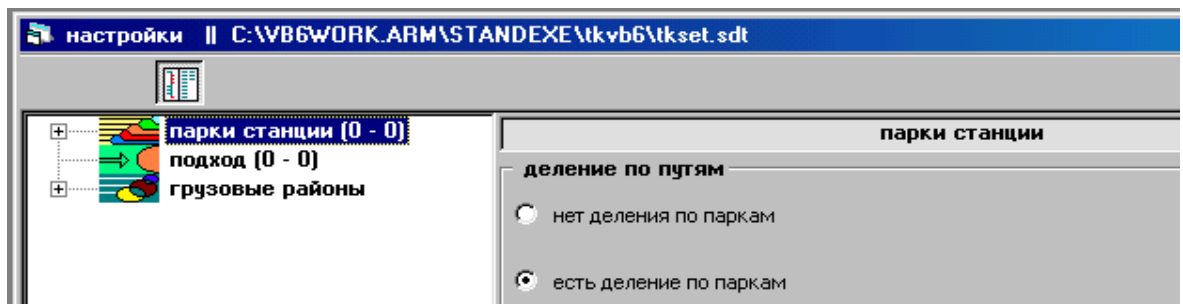 настройки || C:\VB6WORK.ARM\STANDEXE\tkvb6\tkset.sdt
парки станции (0 - 0)
подход (0 - 0)
грузовые районы
парки станции
деление по путям
нет деления по паркам
есть деление по паркам